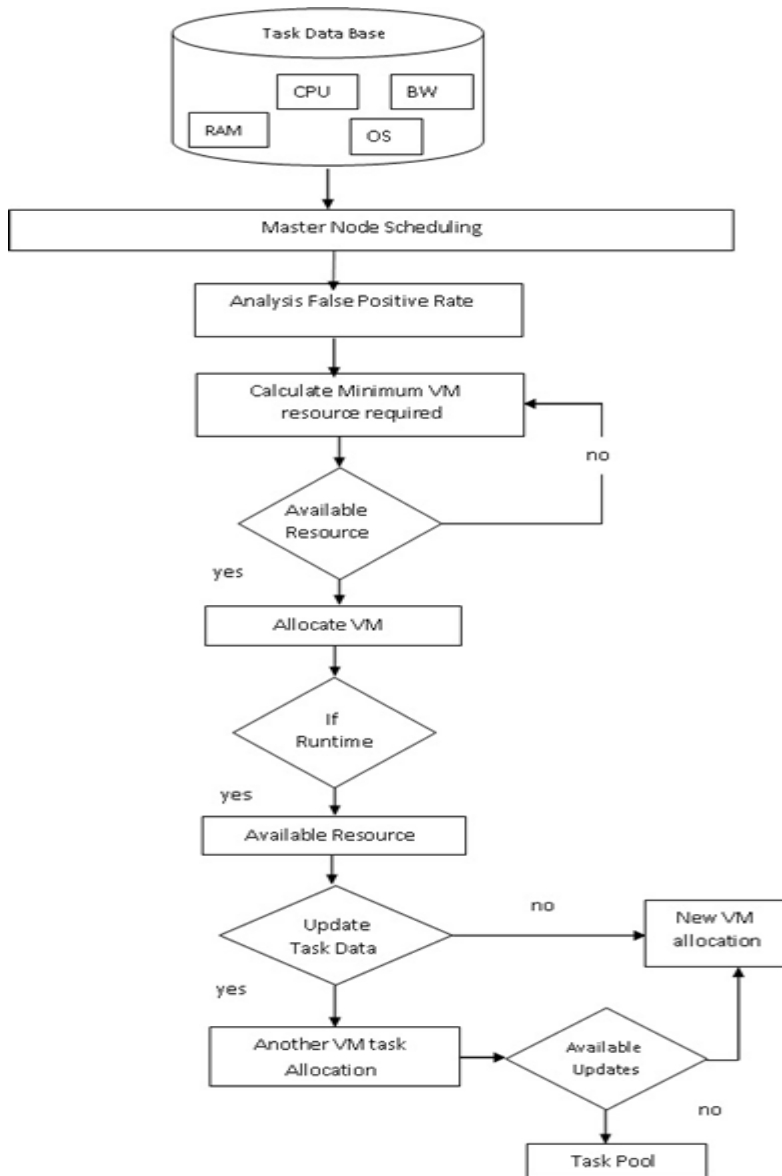 Task Data Base
CPU
BW
RAM
OS
Master Node Scheduling
Analysis False Positive Rate
Calculate Minimum VM
resource required
no
Available
Resource
yes
Allocate VM
If
Runtime
yes
Available Resource
no
New VM
allocation
Update
Task Data
yes
Another VM task
Allocation
Available
Updates
no
Task Pool